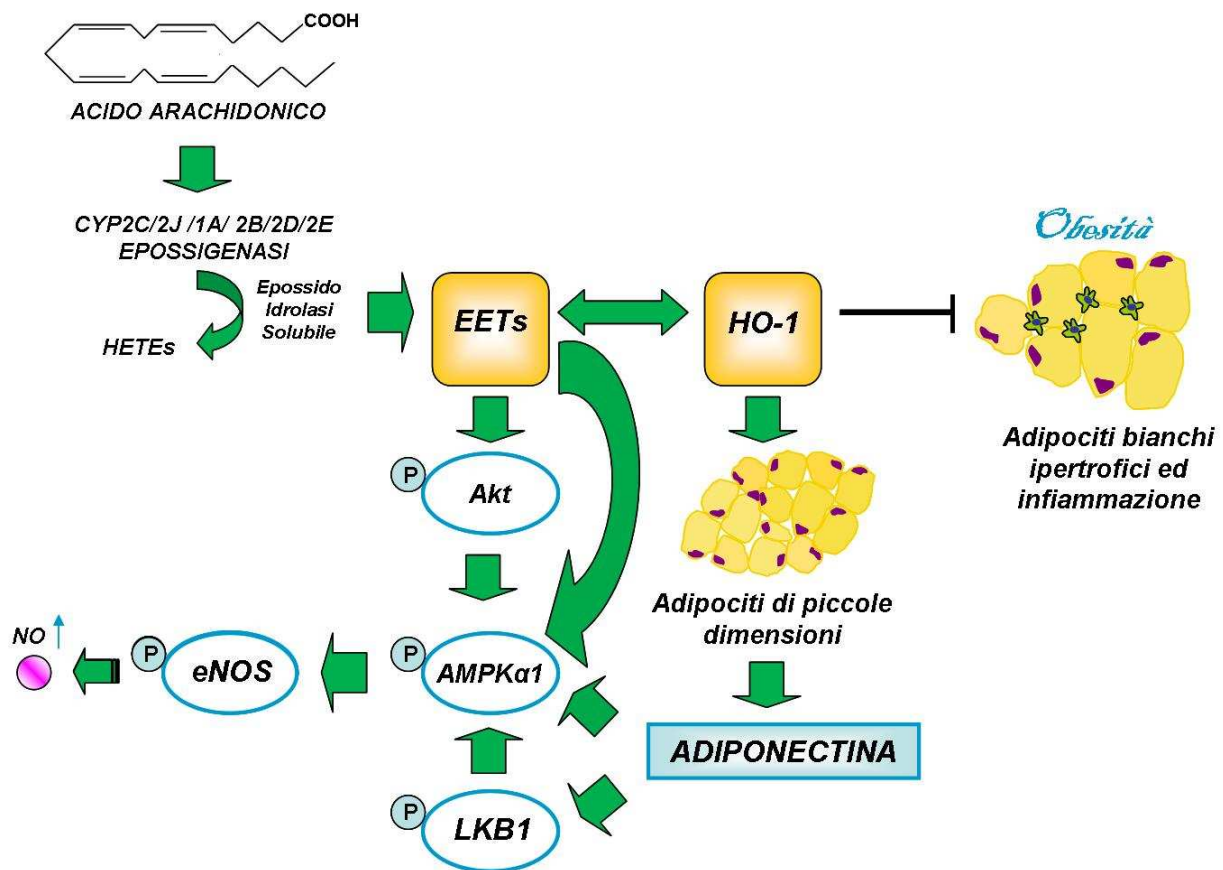 COOH
ACIDO ARACHIDONICO
CYP2C/2J /1A/ 2B/2D/2E
EPOSSIGENASI
Epossido
Idrolasi
Solubile
HETEs
EETs
HO-1
Obesità
Adipociti bianchi
ipertrofici ed
infiammazione
P
Akt
Adipociti di piccole
dimensioni
NO
P
eNOS
P
AMPKα1
ADIPONECTINA
P
LKB1